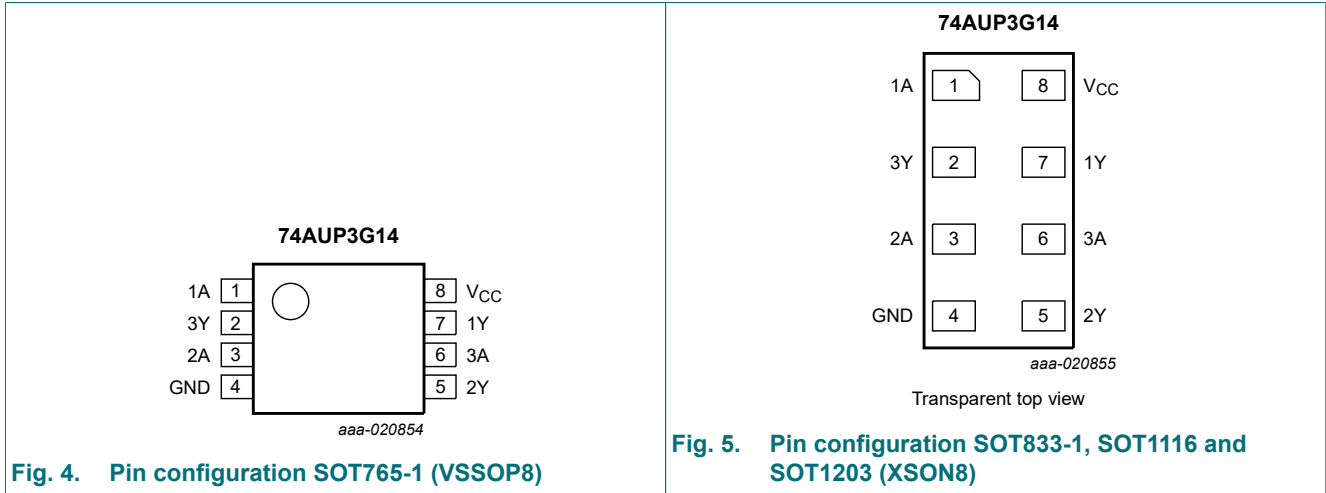 74AUP3G14
1A 1 8 VCC
3Y 2 7 1Y
2A 3 6 3A
GND 4 5 2Y
aaa-020854
Fig. 4. Pin configuration SOT765-1 (VSSOP8)
74AUP3G14
1A 1 8 VCC
3Y 2 7 1Y
2A 3 6 3A
GND 4 5 2Y
aaa-020855
Transparent top view
Fig. 5. Pin configuration SOT833-1, SOT1116 and
SOT1203 (XSON8)